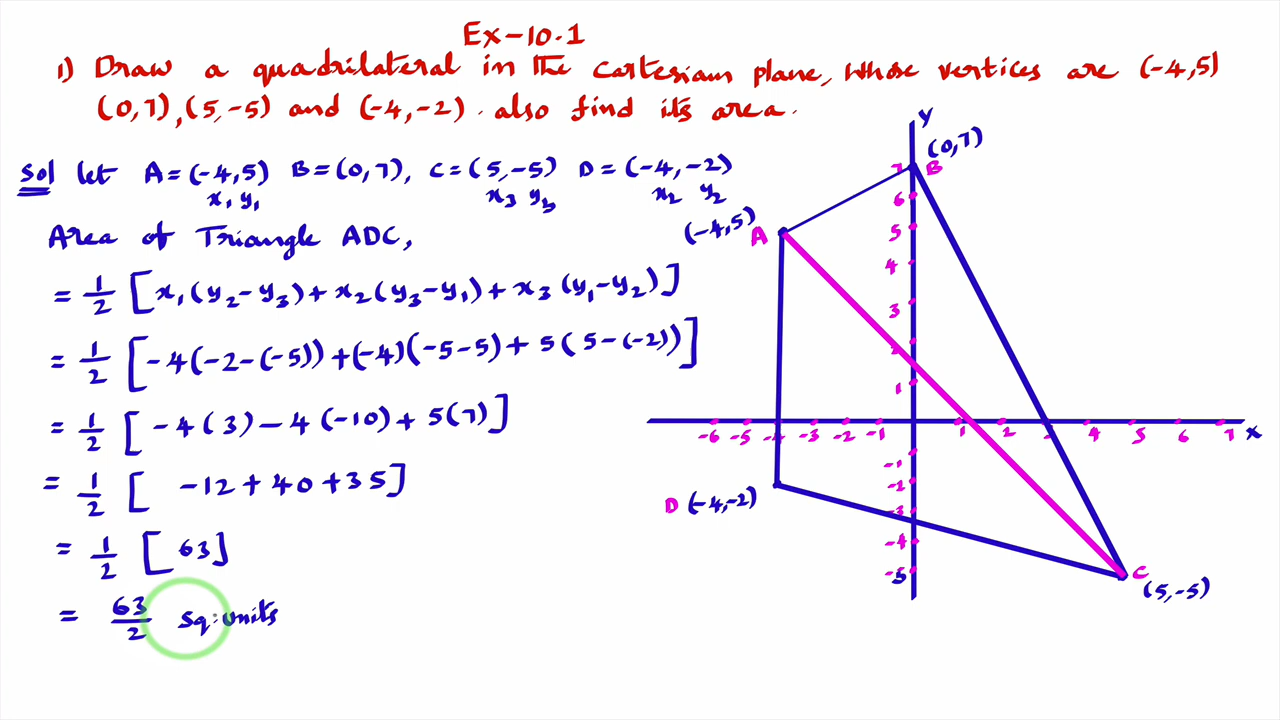 Ex-10.1
1) Draw a quadrilateral in the Cartesian plane, whose vertices are (-4,5)
(0,7),(5,-5) and (-4,-2). also find its area.
Sol let A=(-4,5) B=(0,7), C=(5,-5) D=(-4,-2)
x₁ y₁ x₃ y₃ x₂ y₂
Area of Triangle ADC,
= 1/2 [x₁(y₂-y₃)+x₂(y₃-y₁)+x₃(y₁-y₂)]
= 1/2 [-4(-2-(-5))+(-4)(-5-5)+5(5-(-2))]
= 1/2 [-4(3)-4(-10)+5(7)]
= 1/2 [-12+40+35]
= 1/2 [63]
= 63/2 sq.units
Y
(0,7)
7 B
6
(-4,5) A 5
4
3
2
1
-6 -5 -4 -3 -2 -1 1 2 3 4 5 6 7 x
-1
-2
D (-4,-2) -3
-4
-5 C
(5,-5)